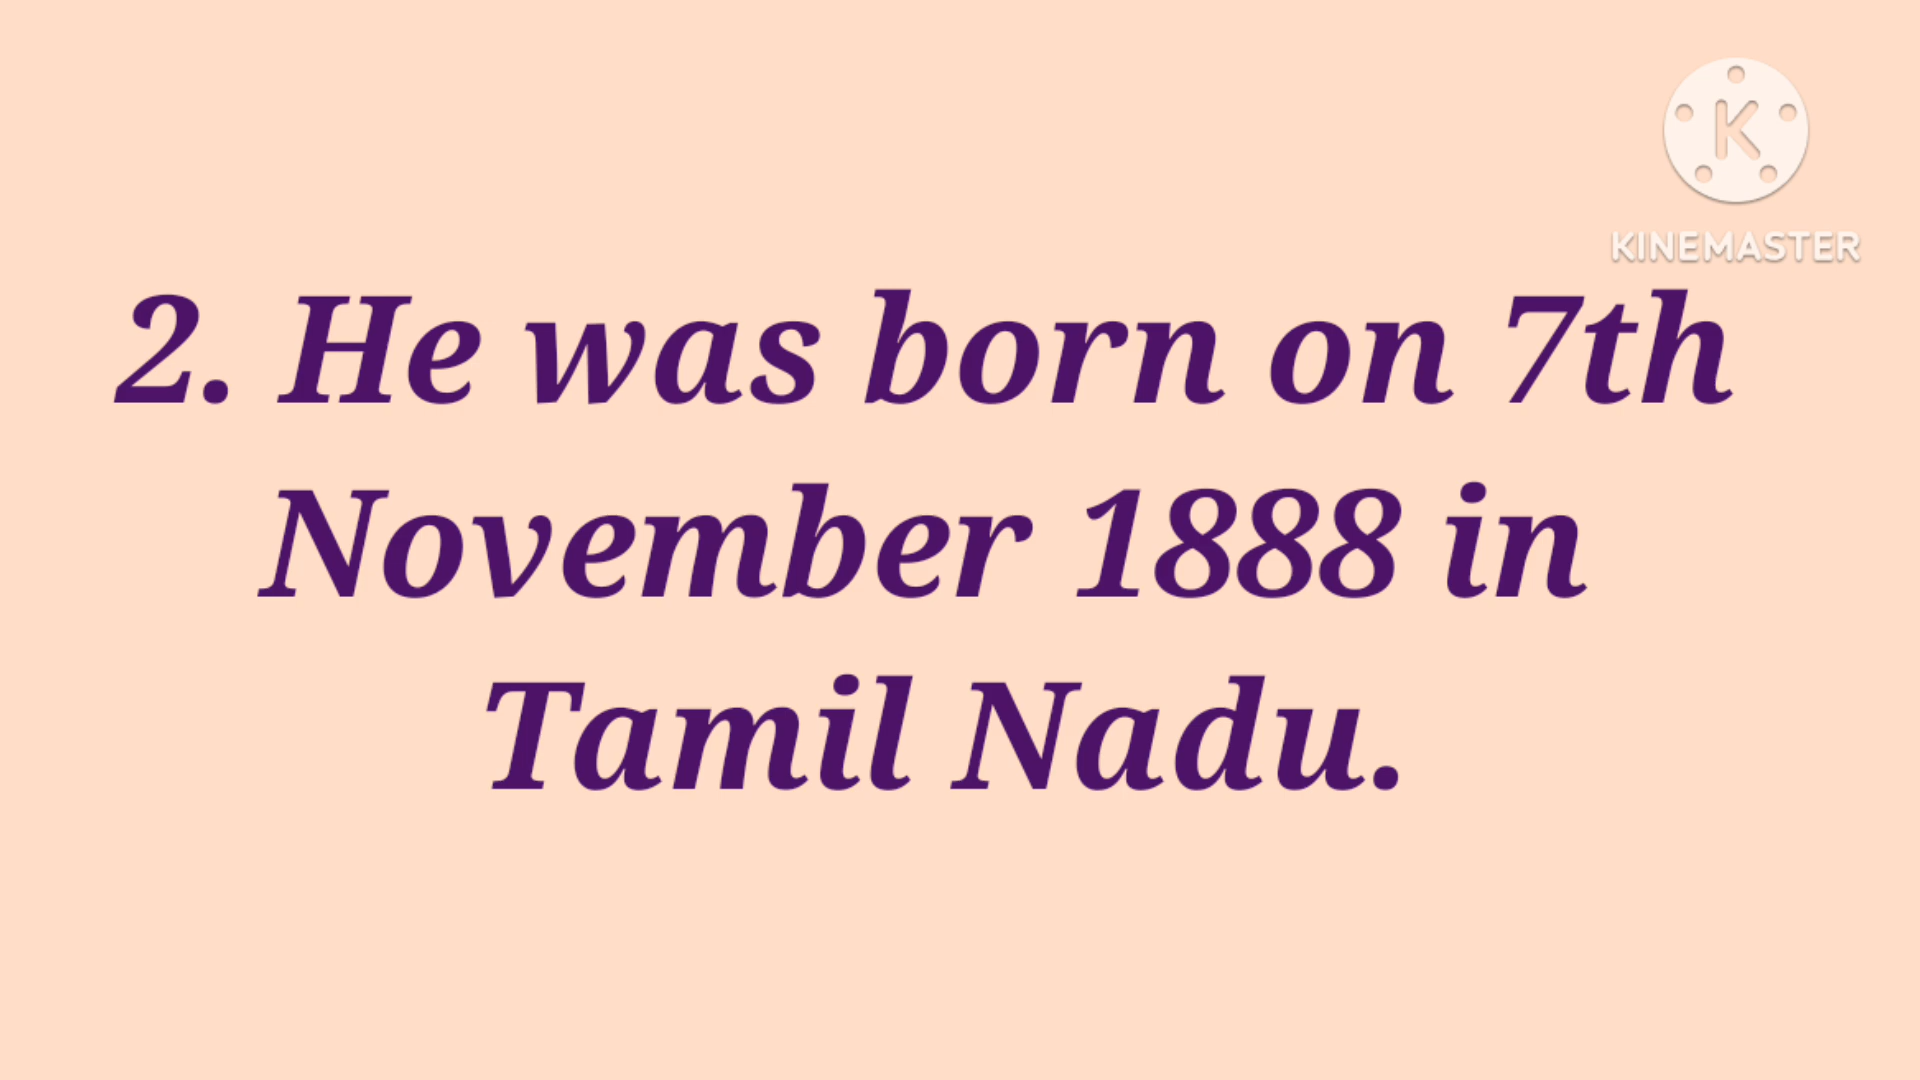 K
KINEMASTER
2. He was born on 7th
November 1888 in
Tamil Nadu.